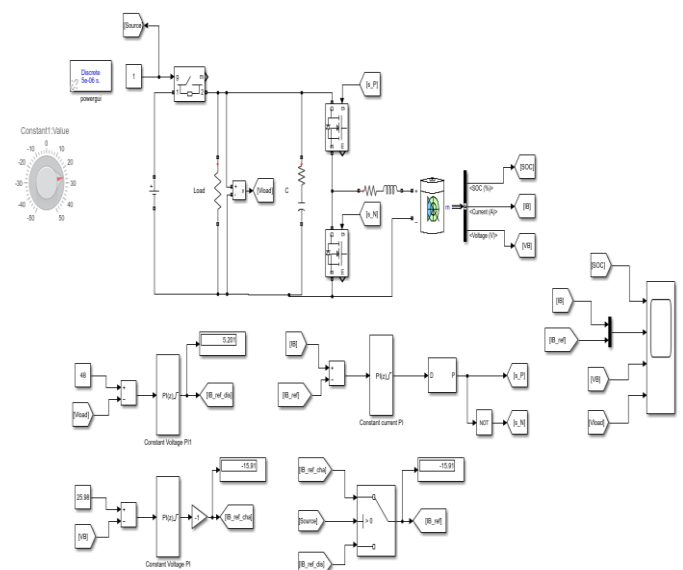 [Source]
Discrete
5e-06 s.
powergui
1
g
m
1
2
Constant1:Value
0
-10
10
-20
20
-30
30
-40
40
-50
50
Load
+
-
v
[Vload]
C
[s_P]
[s_N]
+
-
m
<SOC (%)>
<Current (A)>
<Voltage (V)>
[SOC]
[IB]
[VB]
[SOC]
[IB]
[IB_ref]
[VB]
[Vload]
5,201
48
[Vload]
+
-
PI(z)
[IB_ref_dis]
Constant Voltage PI1
[IB]
[IB_ref]
+
-
PI(z)
Constant current PI
D
P
[s_P]
NOT
[s_N]
-15,91
25.98
[VB]
+
-
PI(z)
-1
[IB_ref_cha]
Constant Voltage PI
[IB_ref_cha]
[Source]
[IB_ref_dis]
> 0
-15,91
[IB_ref]